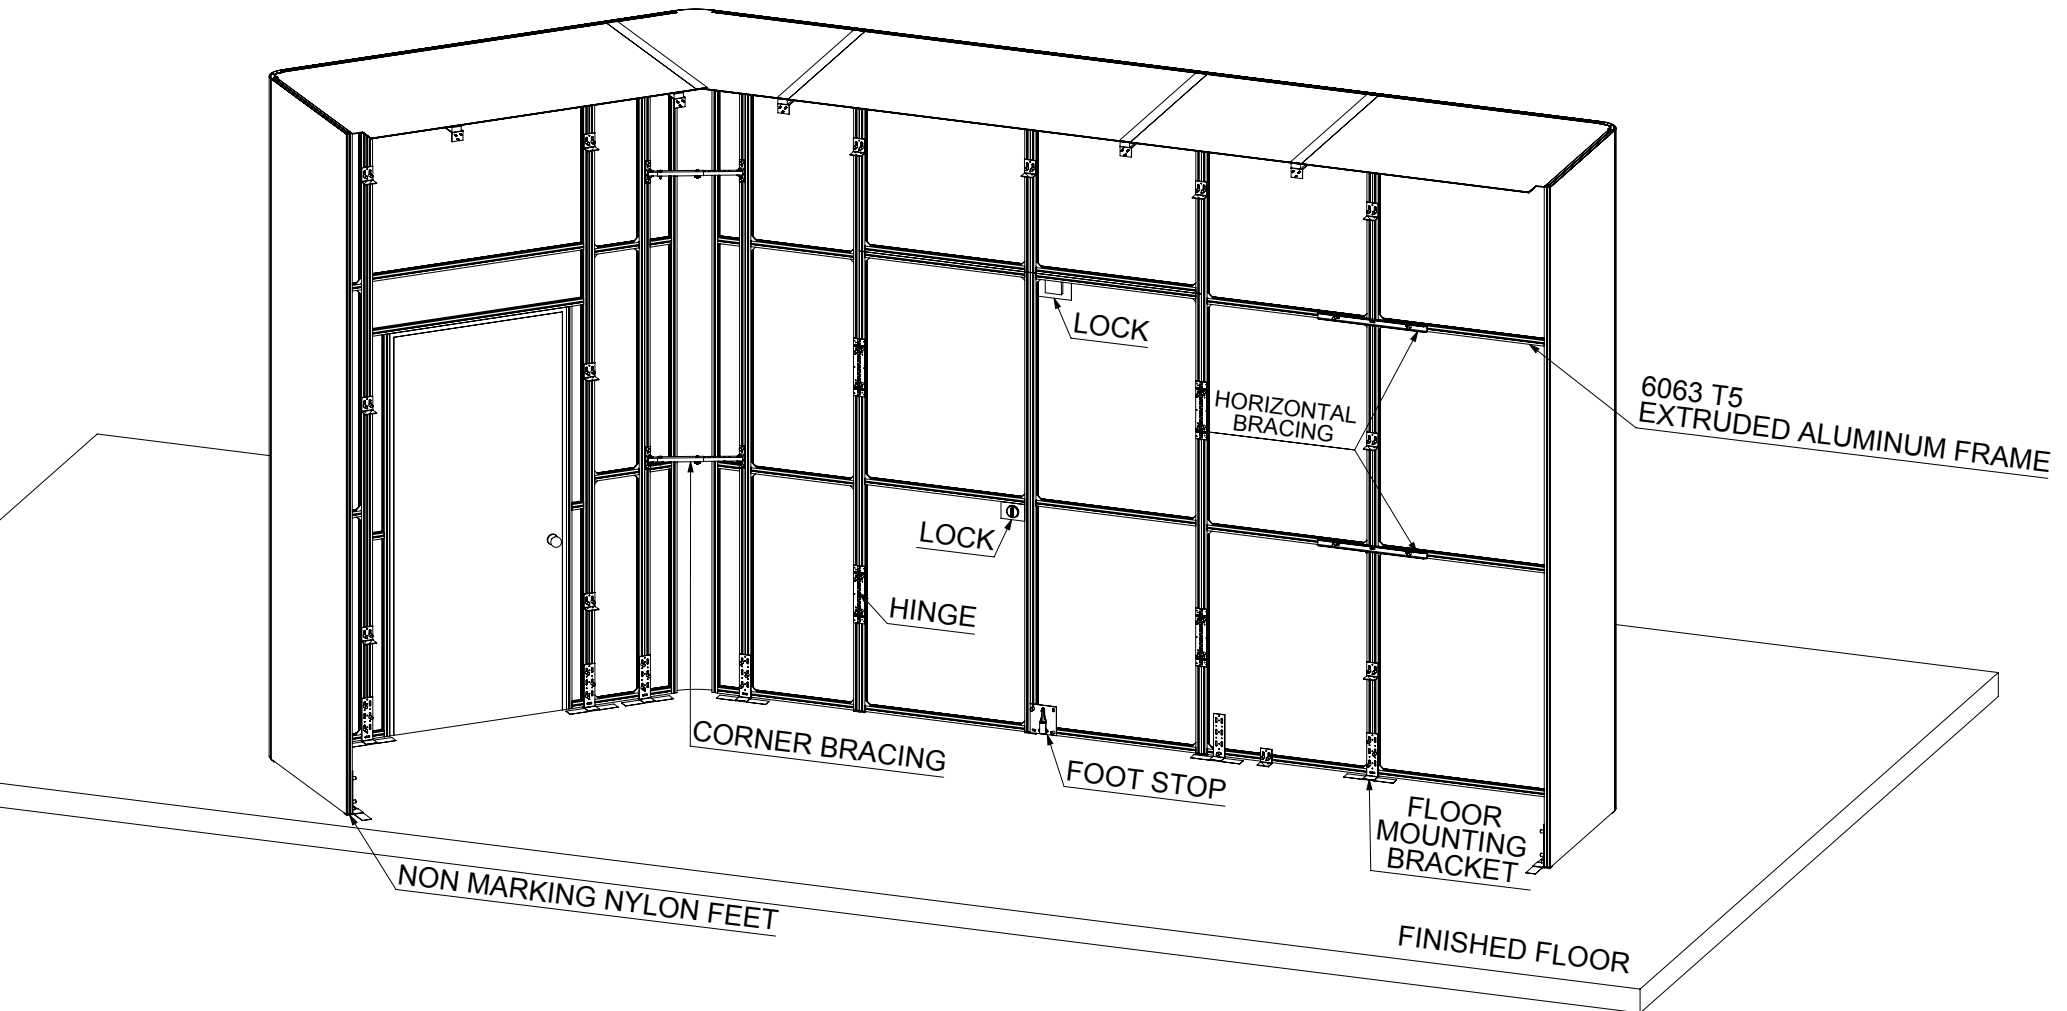 LOCK
HORIZONTAL
BRACING
6063 T5
EXTRUDED ALUMINUM FRAME
LOCK
HINGE
CORNER BRACING
FOOT STOP
FLOOR
MOUNTING
BRACKET
NON MARKING NYLON FEET
FINISHED FLOOR